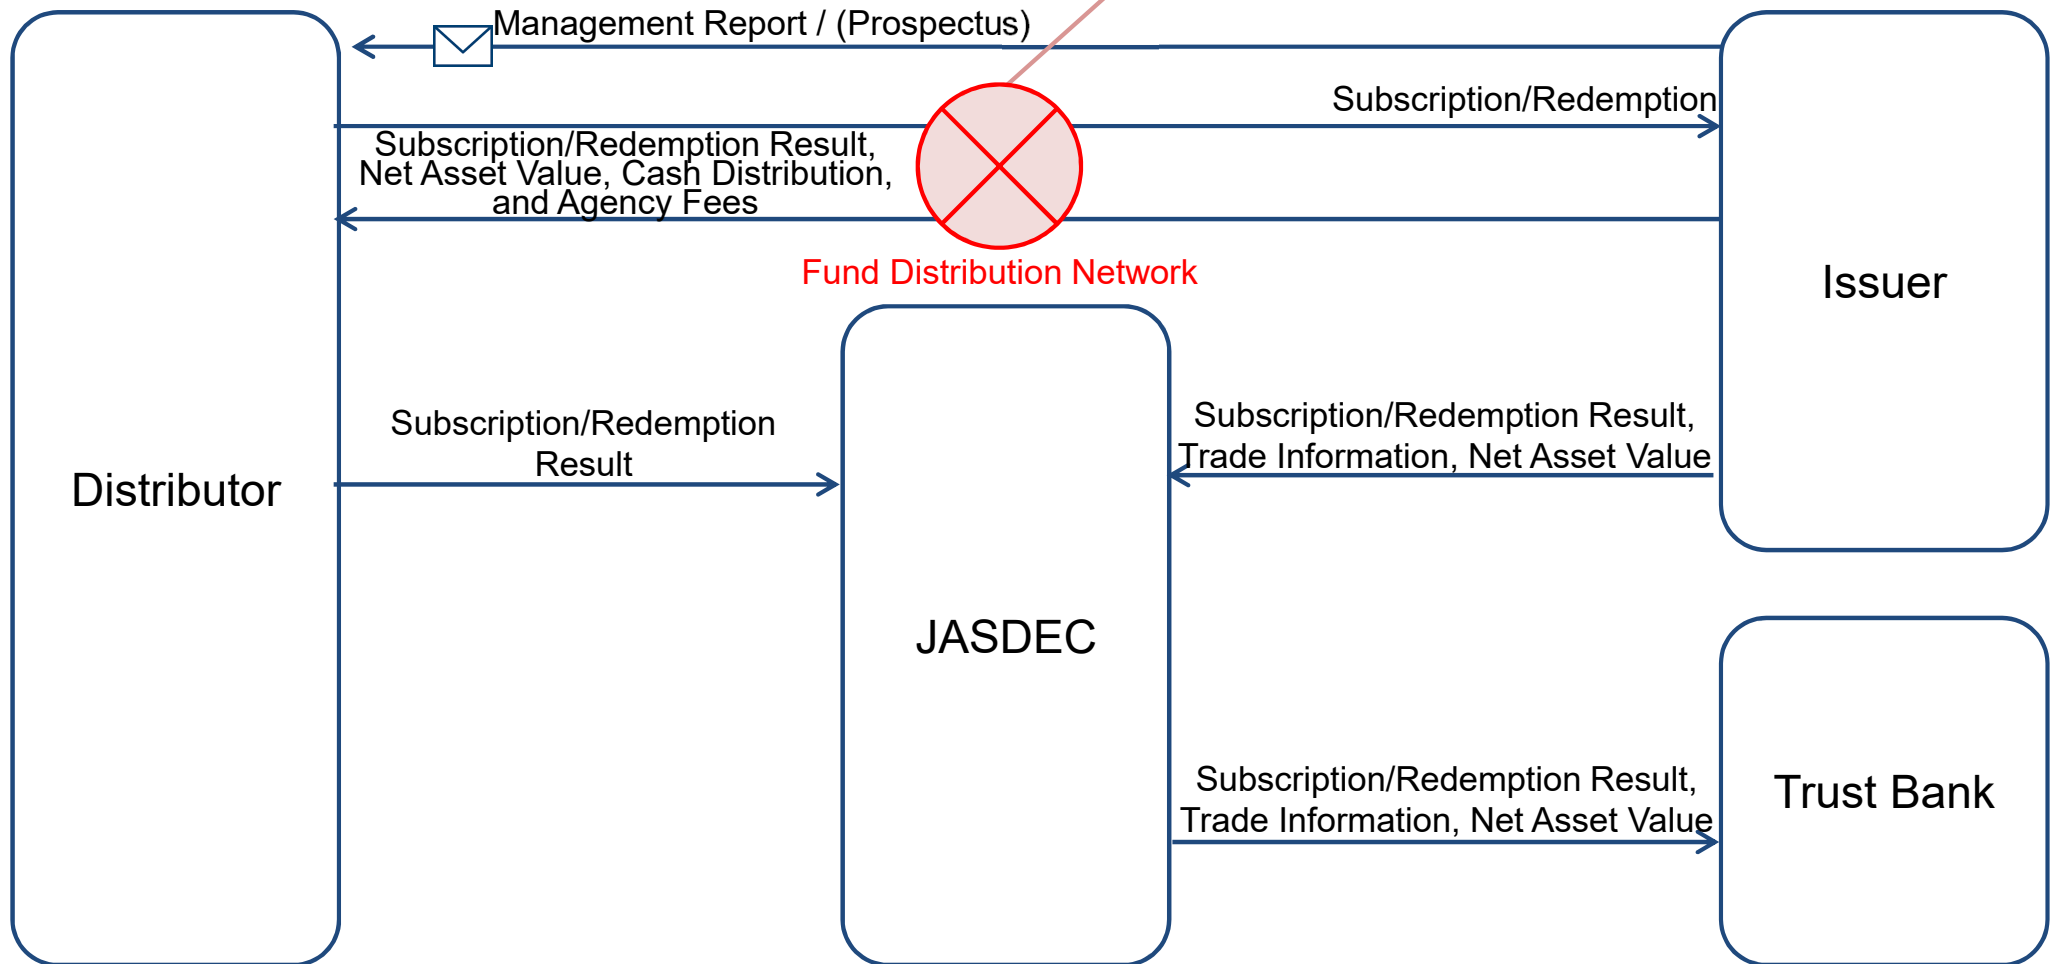 Management Report / (Prospectus)
Subscription/Redemption
Subscription/Redemption Result,
Net Asset Value, Cash Distribution,
and Agency Fees
Fund Distribution Network
Issuer
Subscription/Redemption
Result
Subscription/Redemption Result,
Trade Information, Net Asset Value
Distributor
JASDEC
Subscription/Redemption Result,
Trade Information, Net Asset Value
Trust Bank